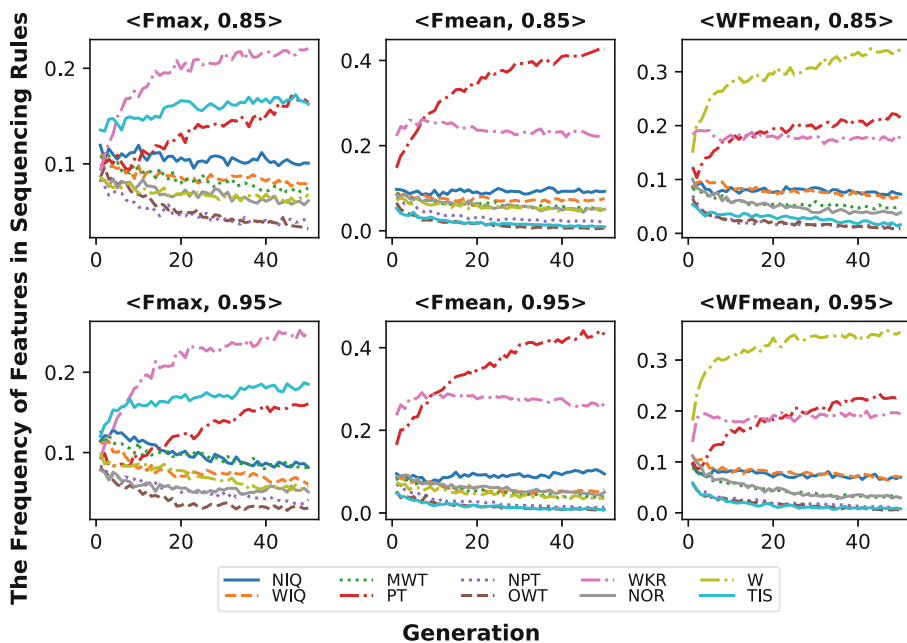 The Frequency of Features in Sequencing Rules
<Fmax, 0.85> <Fmean, 0.85> <WFmean, 0.85>
0.2
0.1
0 20 40
0.4
0.2
0.0
0 20 40
0.3
0.2
0.1
0.0
0 20 40
<Fmax, 0.95> <Fmean, 0.95> <WFmean, 0.95>
0.2
0.1
0 20 40
0.4
0.2
0.0
0 20 40
0.3
0.2
0.1
0.0
0 20 40
NIQ MWT NPT WKR W
WIQ PT OWT NOR TIS
Generation